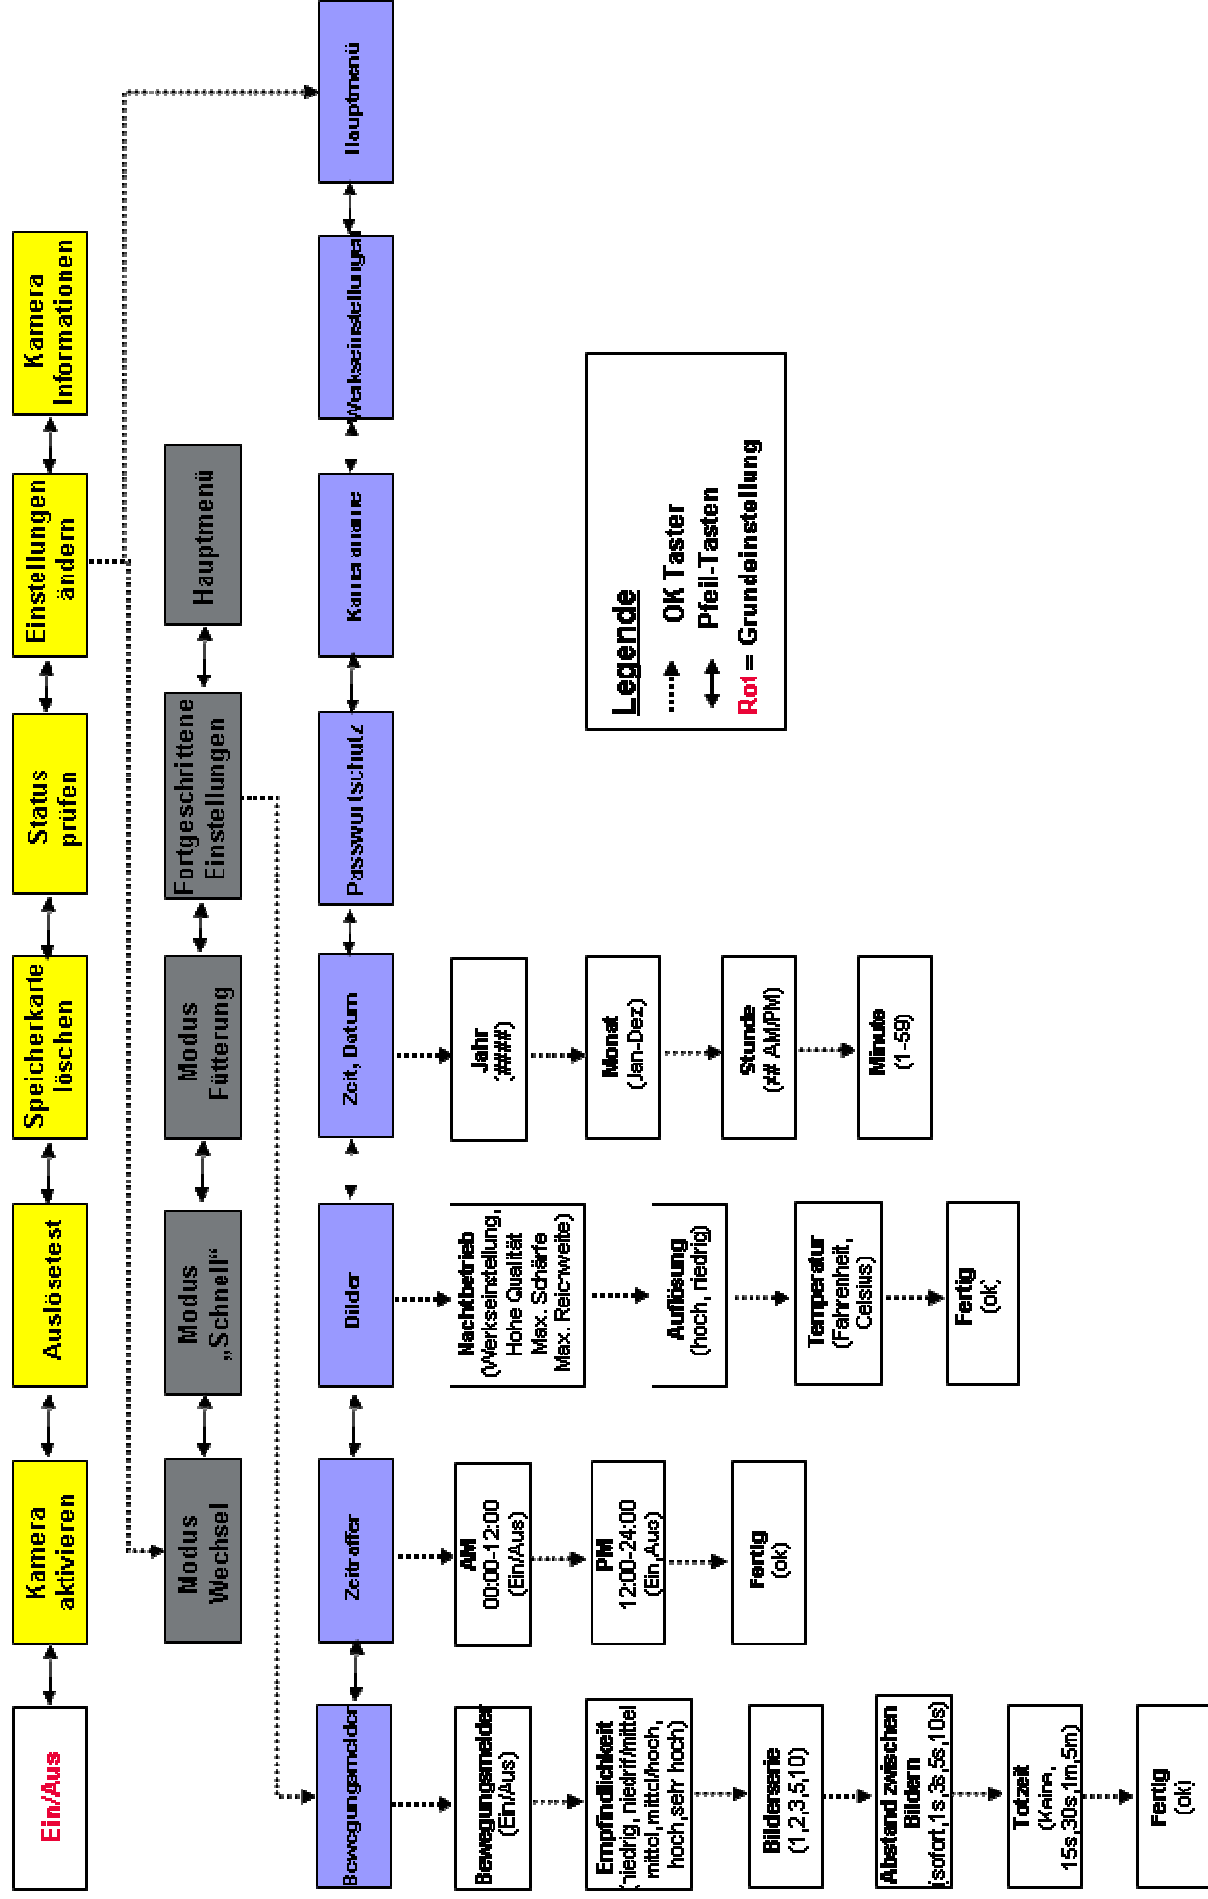 Ein/Aus
Kamera
aktivieren
Auslösetest
Speicherkarte
löschen
Status
prüfen
Einstellungen
ändern
Kamera
Informationen
Modus
Wechsel
Modus
„Schnell“
Modus
Fütterung
Fortgeschrittene
Einstellungen
Hauptmenü
Bewegungsmelder
Zeitraffer
Bilder
Zeit, Datum
Passwortschutz
Kameraname
Werkseinstellungen
Hauptmenü
Bewegungsmelder
(Ein/Aus)
Empfindlichkeit
(niedrig, niedrif/mittel
mittel,mittel/hoch,
hoch,sehr hoch)
Bilderserie
(1,2,3,5,10)
Abstand zwischen
Bildern
(sofort,1s,3s,5s,10s)
Totzeit
(Keine,
15s,30s,1m,5m)
Fertig
(ok)
AM
00:00-12:00
(Ein/Aus)
PM
12:00-24:00
(Ein,Aus)
Fertig
(ok)
Nachtbetrieb
(Werkseinstellung,
Hohe Qualität
Max. Schärfe
Max. Reichweite)
Auflösung
(hoch, niedrig)
Temperatur
(Fahrenheit,
Celsius)
Fertig
(ok)
Jahr
(####)
Monat
(Jan-Dez)
Stunde
(## AM/PM)
Minute
(1-59)
Legende
OK Taster
Pfeil-Tasten
Rot = Grundeinstellung